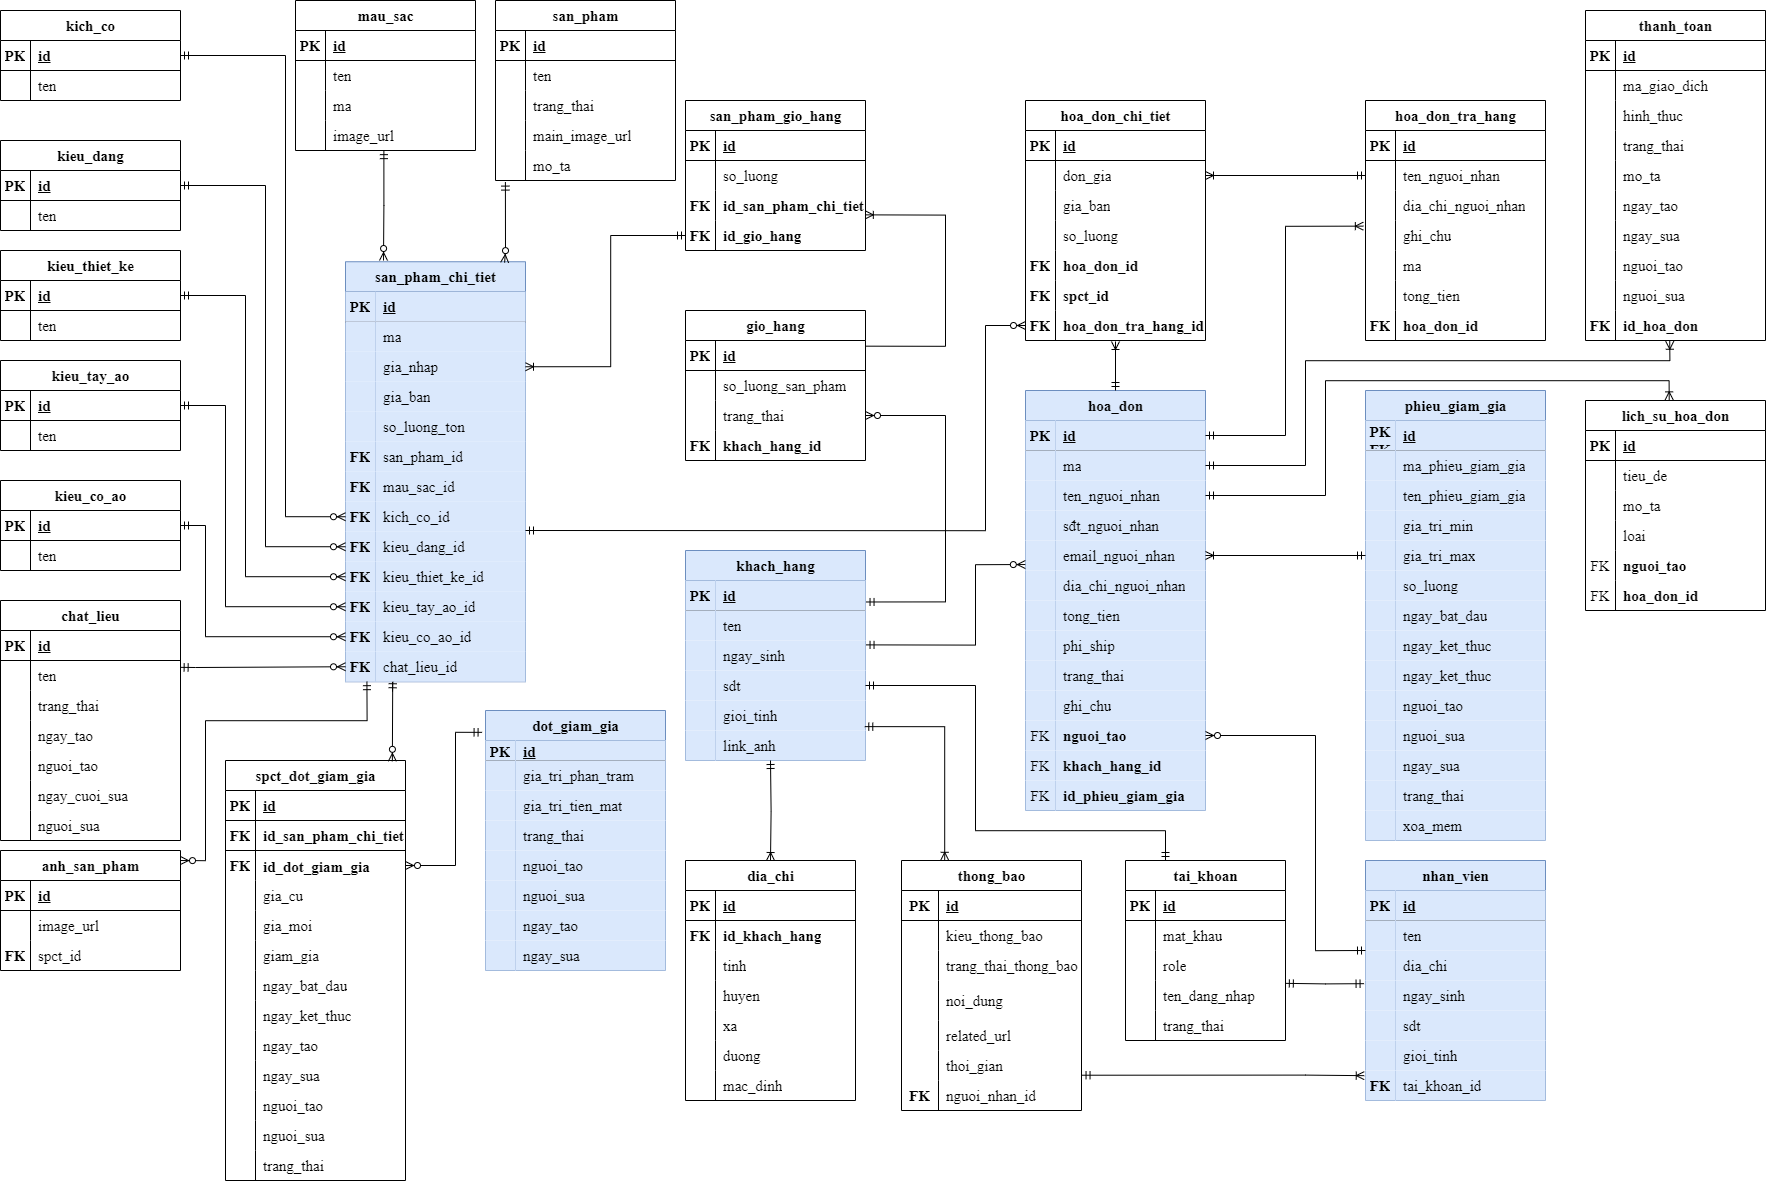 kich_co
PK id
ten
mau_sac
PK id
ten
ma
image_url
san_pham
PK id
ten
trang_thai
main_image_url
mo_ta
san_pham_gio_hang
PK id
so_luong
FK id_san_pham_chi_tiet
FK id_gio_hang
hoa_don_chi_tiet
PK id
don_gia
gia_ban
so_luong
FK hoa_don_id
FK spct_id
FK hoa_don_tra_hang_id
hoa_don_tra_hang
PK id
ten_nguoi_nhan
dia_chi_nguoi_nhan
ghi_chu
ma
tong_tien
FK hoa_don_id
thanh_toan
PK id
ma_giao_dich
hinh_thuc
trang_thai
mo_ta
ngay_tao
ngay_sua
nguoi_tao
nguoi_sua
FK id_hoa_don
kieu_dang
PK id
ten
kieu_thiet_ke
PK id
ten
kieu_tay_ao
PK id
ten
kieu_co_ao
PK id
ten
chat_lieu
PK id
ten
trang_thai
ngay_tao
nguoi_tao
ngay_cuoi_sua
nguoi_sua
anh_san_pham
PK id
image_url
FK spct_id
san_pham_chi_tiet
PK id
ma
gia_nhap
gia_ban
so_luong_ton
FK san_pham_id
FK mau_sac_id
FK kich_co_id
FK kieu_dang_id
FK kieu_thiet_ke_id
FK kieu_tay_ao_id
FK kieu_co_ao_id
FK chat_lieu_id
gio_hang
PK id
so_luong_san_pham
trang_thai
FK khach_hang_id
hoa_don
PK id
ma
ten_nguoi_nhan
sđt_nguoi_nhan
email_nguoi_nhan
dia_chi_nguoi_nhan
tong_tien
phi_ship
trang_thai
ghi_chu
FK nguoi_tao
FK khach_hang_id
FK id_phieu_giam_gia
phieu_giam_gia
PK id
FK
ma_phieu_giam_gia
ten_phieu_giam_gia
gia_tri_min
gia_tri_max
so_luong
ngay_bat_dau
ngay_ket_thuc
ngay_ket_thuc
nguoi_tao
nguoi_sua
ngay_sua
trang_thai
xoa_mem
lich_su_hoa_don
PK id
tieu_de
mo_ta
loai
FK nguoi_tao
FK hoa_don_id
khach_hang
PK id
ten
ngay_sinh
sdt
gioi_tinh
link_anh
spct_dot_giam_gia
PK id
FK id_san_pham_chi_tiet
FK id_dot_giam_gia
gia_cu
gia_moi
giam_gia
ngay_bat_dau
ngay_ket_thuc
ngay_tao
ngay_sua
nguoi_tao
nguoi_sua
trang_thai
dot_giam_gia
PK id
gia_tri_phan_tram
gia_tri_tien_mat
trang_thai
nguoi_tao
nguoi_sua
ngay_tao
ngay_sua
dia_chi
PK id
FK id_khach_hang
tinh
huyen
xa
duong
mac_dinh
thong_bao
PK id
kieu_thong_bao
trang_thai_thong_bao
noi_dung
related_url
thoi_gian
FK nguoi_nhan_id
tai_khoan
PK id
mat_khau
role
ten_dang_nhap
trang_thai
nhan_vien
PK id
ten
dia_chi
ngay_sinh
sdt
gioi_tinh
FK tai_khoan_id